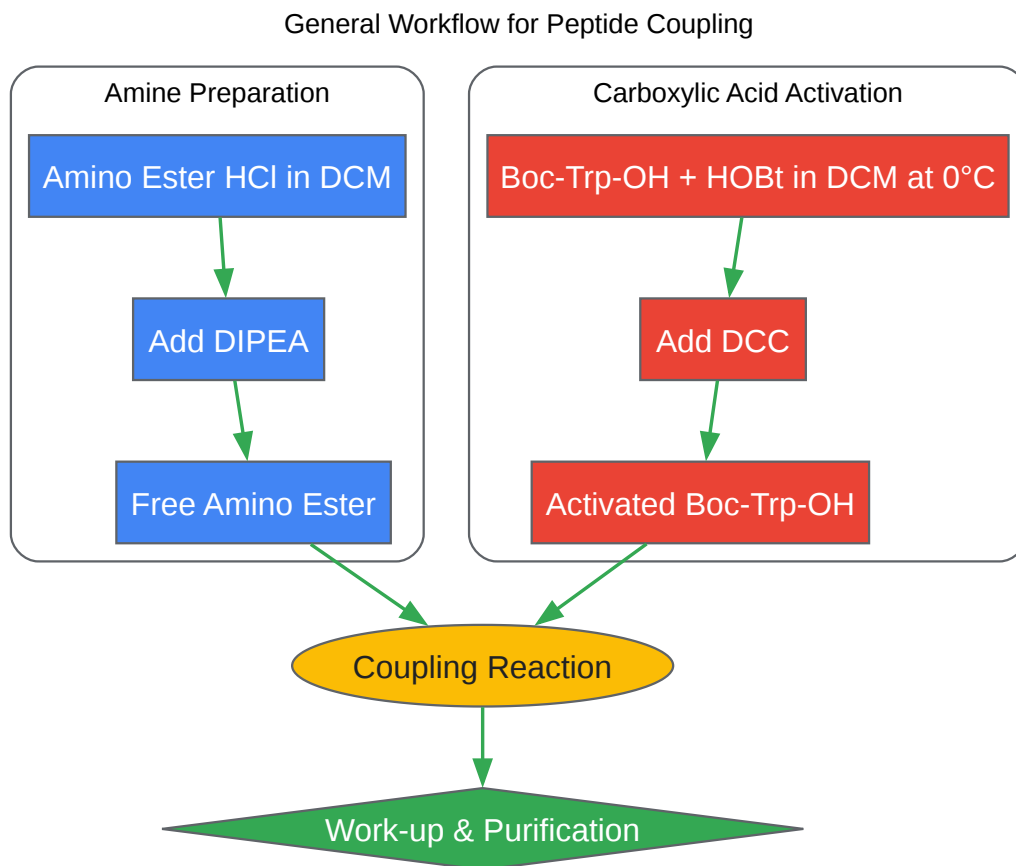 General Workflow for Peptide Coupling
Amine Preparation
Amino Ester HCl in DCM
Add DIPEA
Free Amino Ester
Carboxylic Acid Activation
Boc-Trp-OH + HOBt in DCM at 0°C
Add DCC
Activated Boc-Trp-OH
Coupling Reaction
Work-up & Purification